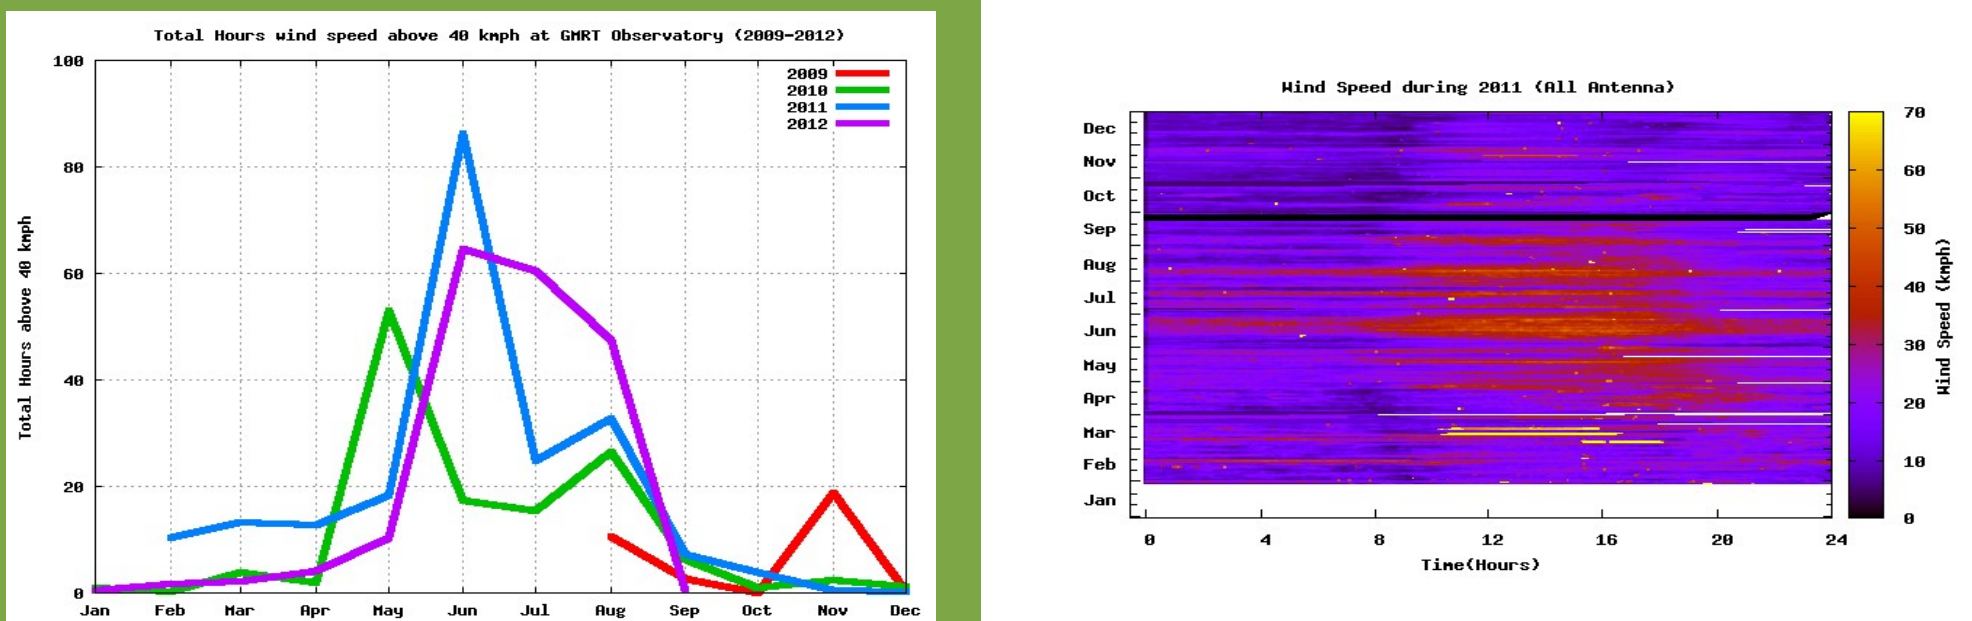 Total Hours wind speed above 40 kmph at GMRT Observatory (2009-2012)
100
80
60
40
20
0
Total Hours above 40 kmph
2009
2010
2011
2012
Jan Feb Mar Apr May Jun Jul Aug Sep Oct Nov Dec
Wind Speed during 2011 (All Antenna)
Dec
Nov
Oct
Sep
Aug
Jul
Jun
May
Apr
Mar
Feb
Jan
0 4 8 12 16 20 24
Time(Hours)
70
60
50
40
30
20
10
0
Wind Speed (kmph)